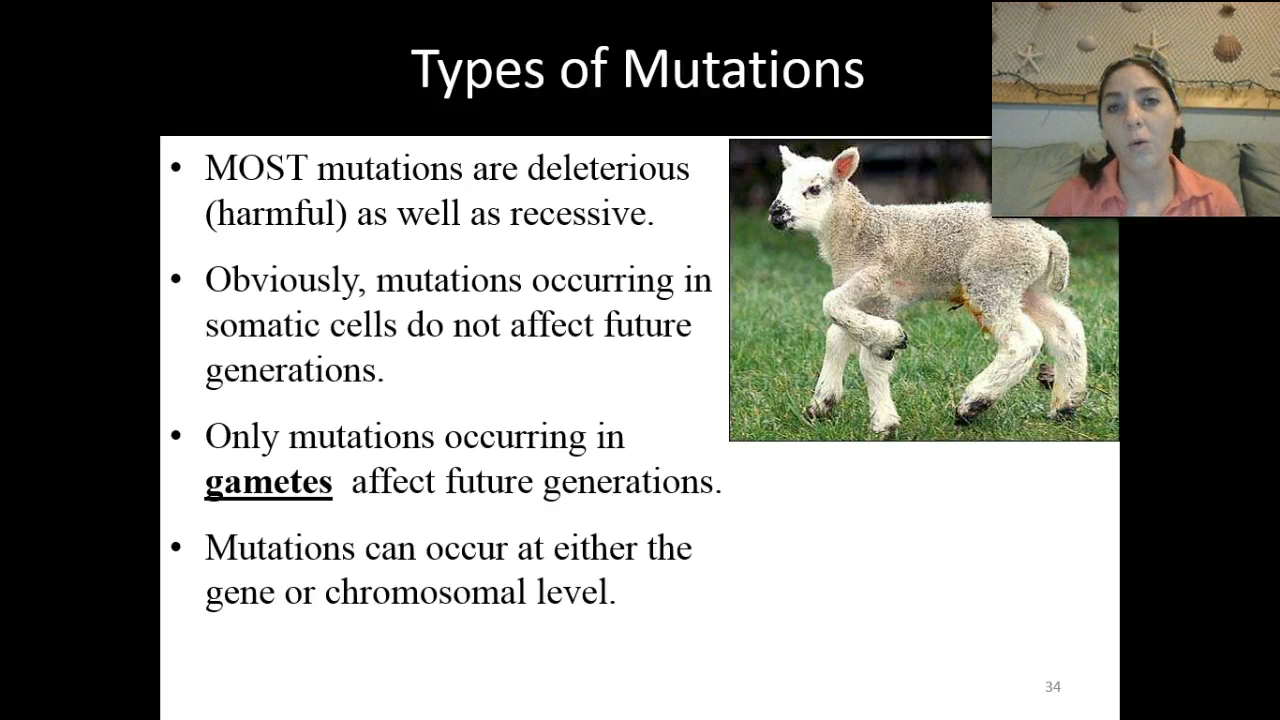 Types of Mutations
• MOST mutations are deleterious
(harmful) as well as recessive.
• Obviously, mutations occurring in
somatic cells do not affect future
generations.
• Only mutations occurring in
gametes affect future generations.
• Mutations can occur at either the
gene or chromosomal level.
34